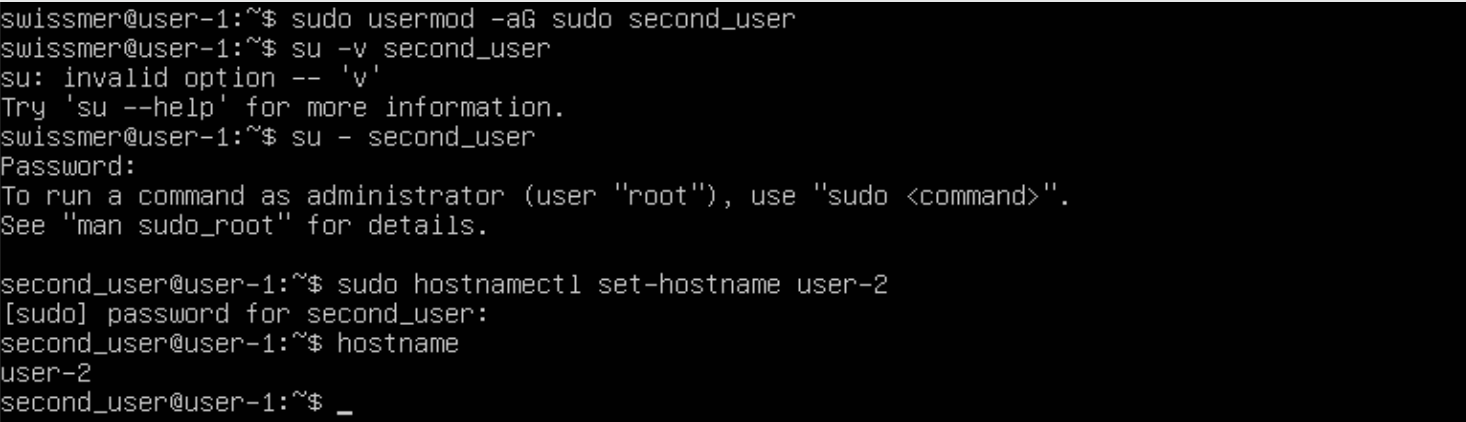 swissmer@user-1:~$ sudo usermod -aG sudo second_user
swissmer@user-1:~$ su -v second_user
su: invalid option -- 'v'
Try 'su --help' for more information.
swissmer@user-1:~$ su - second_user
Password:
To run a command as administrator (user "root"), use "sudo <command>".
See "man sudo_root" for details.

second_user@user-1:~$ sudo hostnamectl set-hostname user-2
[sudo] password for second_user:
second_user@user-1:~$ hostname
user-2
second_user@user-1:~$ _